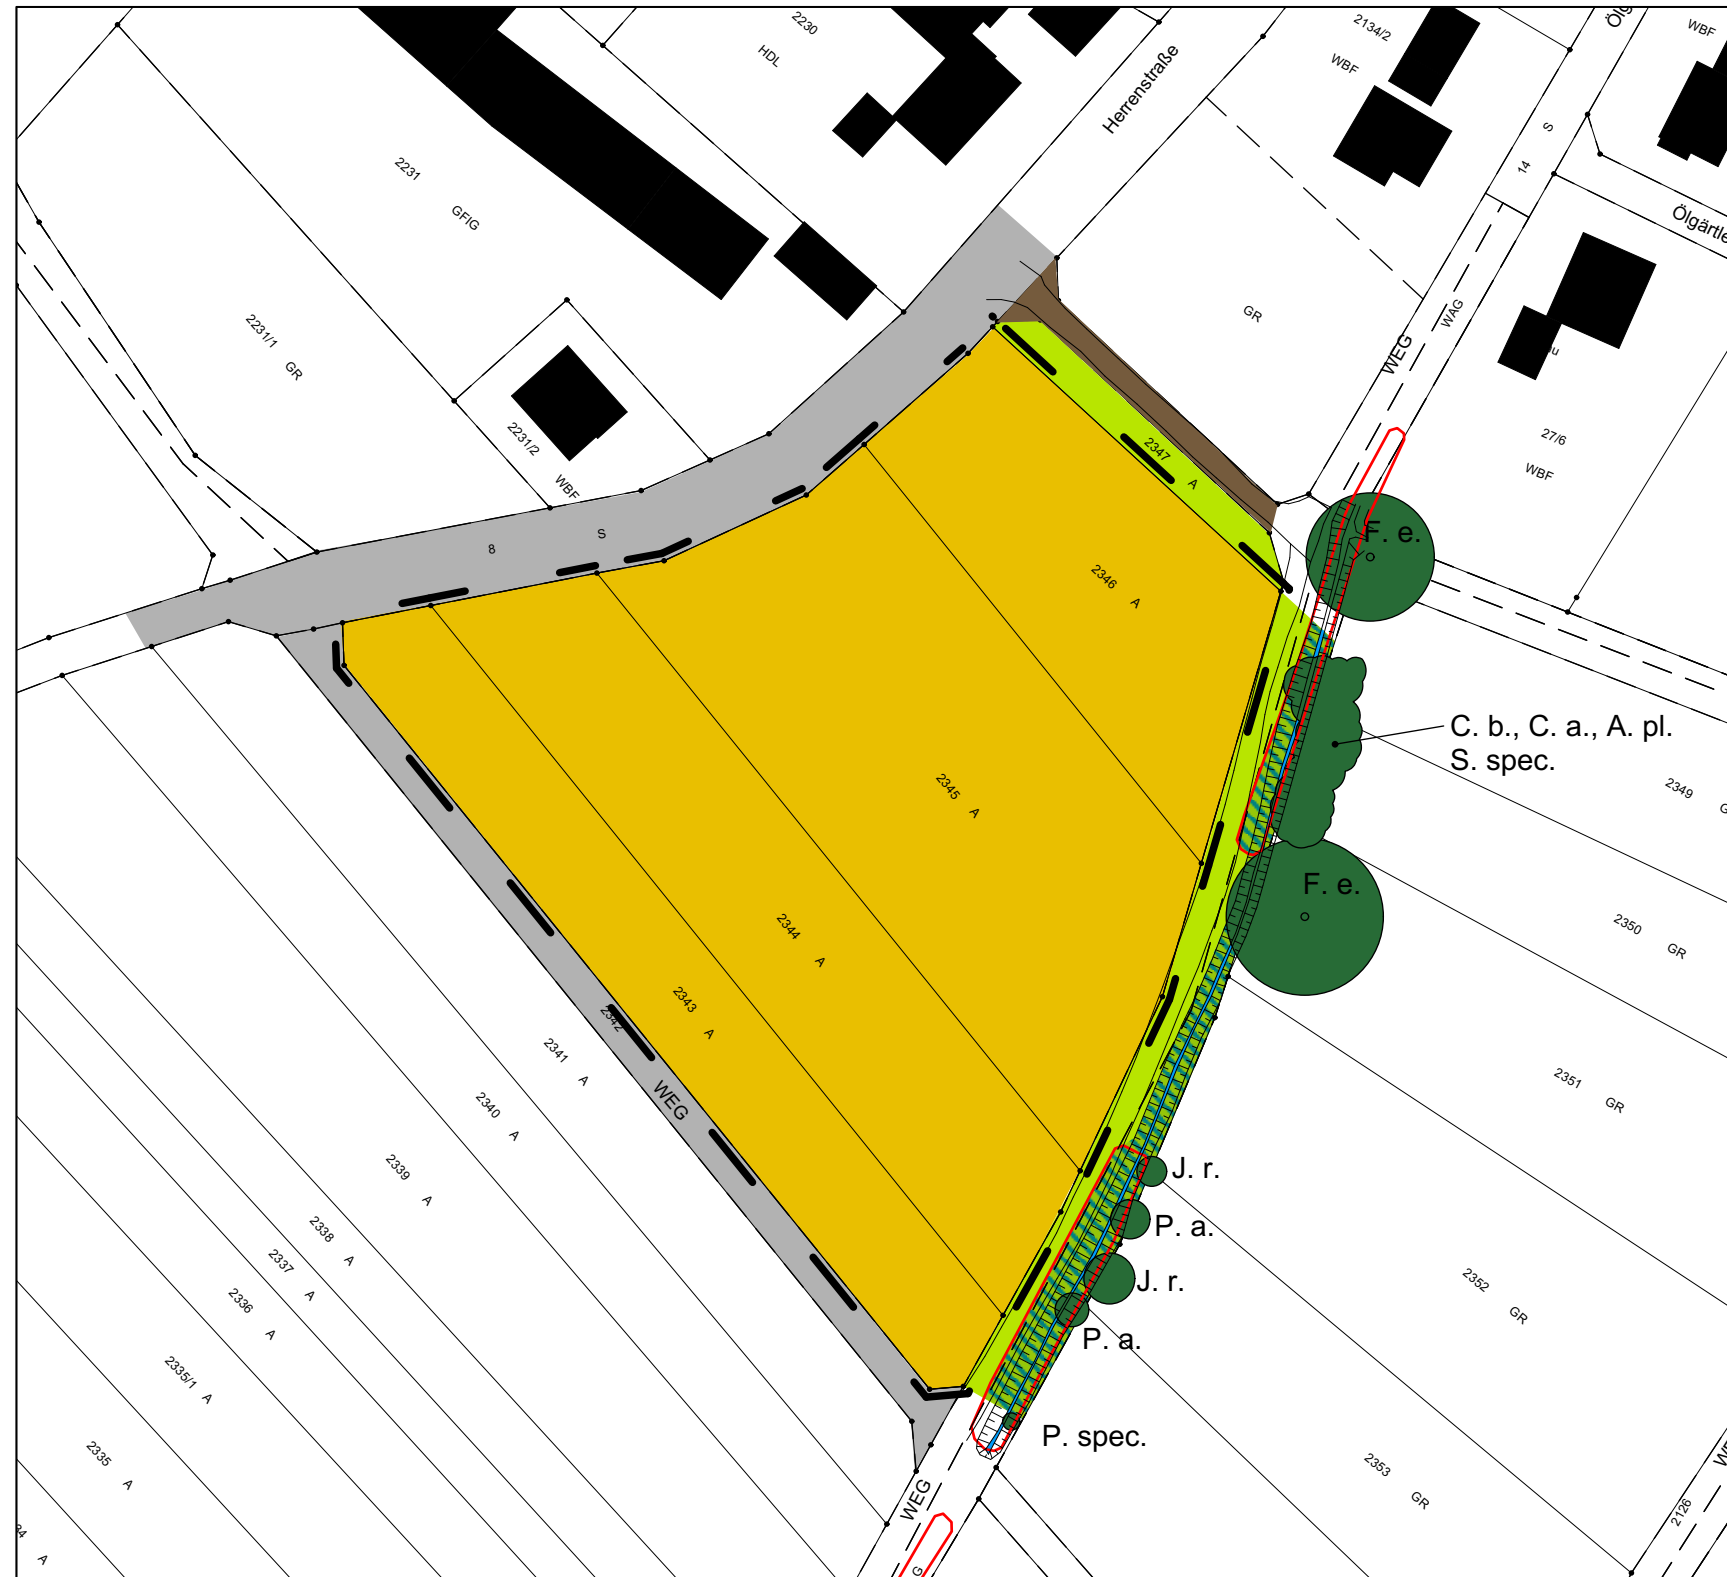 2230
HDL
Herrenstraße
2134/2
WBF
WBF
14
S
Ölgärtle
2231
GFIG
2231/1
GR
2231/2
WBF
GR
WEG
WAG
27/6
WBF
8
S
2347
A
F. e.
2346
A
C. b., C. a., A. pl.
S. spec.
2349
2345
A
F. e.
2350
GR
2344
A
2343
A
2342
WEG
2341
A
2340
A
2339
A
2338
A
2337
A
2336
A
2335/1
A
2335
A
A
2351
GR
J. r.
P. a.
J. r.
P. a.
2352
GR
P. spec.
2353
GR
WEG
G
2126